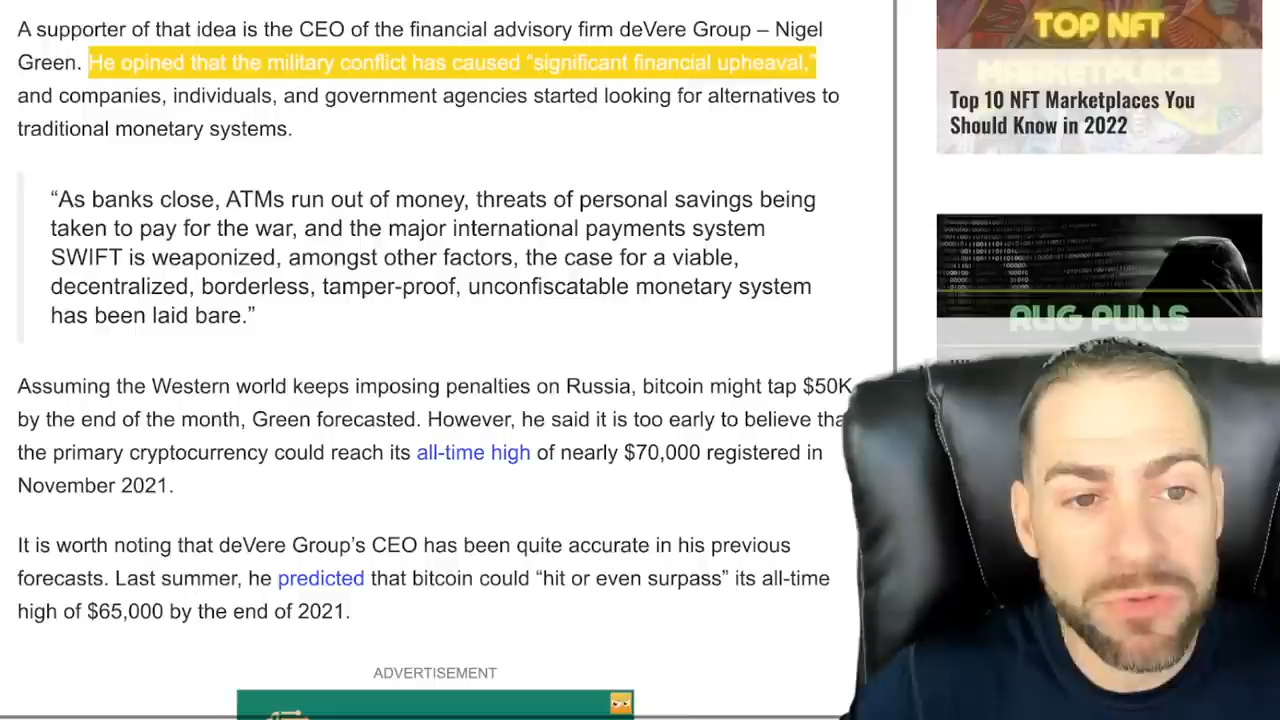 A supporter of that idea is the CEO of the financial advisory firm deVere Group – Nigel
Green. He opined that the military conflict has caused “significant financial upheaval,”
and companies, individuals, and government agencies started looking for alternatives to
traditional monetary systems.
“As banks close, ATMs run out of money, threats of personal savings being
taken to pay for the war, and the major international payments system
SWIFT is weaponized, amongst other factors, the case for a viable,
decentralized, borderless, tamper-proof, unconfiscatable monetary system
has been laid bare.”
Assuming the Western world keeps imposing penalties on Russia, bitcoin might tap $50K
by the end of the month, Green forecasted. However, he said it is too early to believe tha
the primary cryptocurrency could reach its all-time high of nearly $70,000 registered in
November 2021.
It is worth noting that deVere Group’s CEO has been quite accurate in his previous
forecasts. Last summer, he predicted that bitcoin could “hit or even surpass” its all-time
high of $65,000 by the end of 2021.
ADVERTISEMENT
TOP NFT
MARKETPLACES
Top 10 NFT Marketplaces You
Should Know in 2022
RUG PULLS